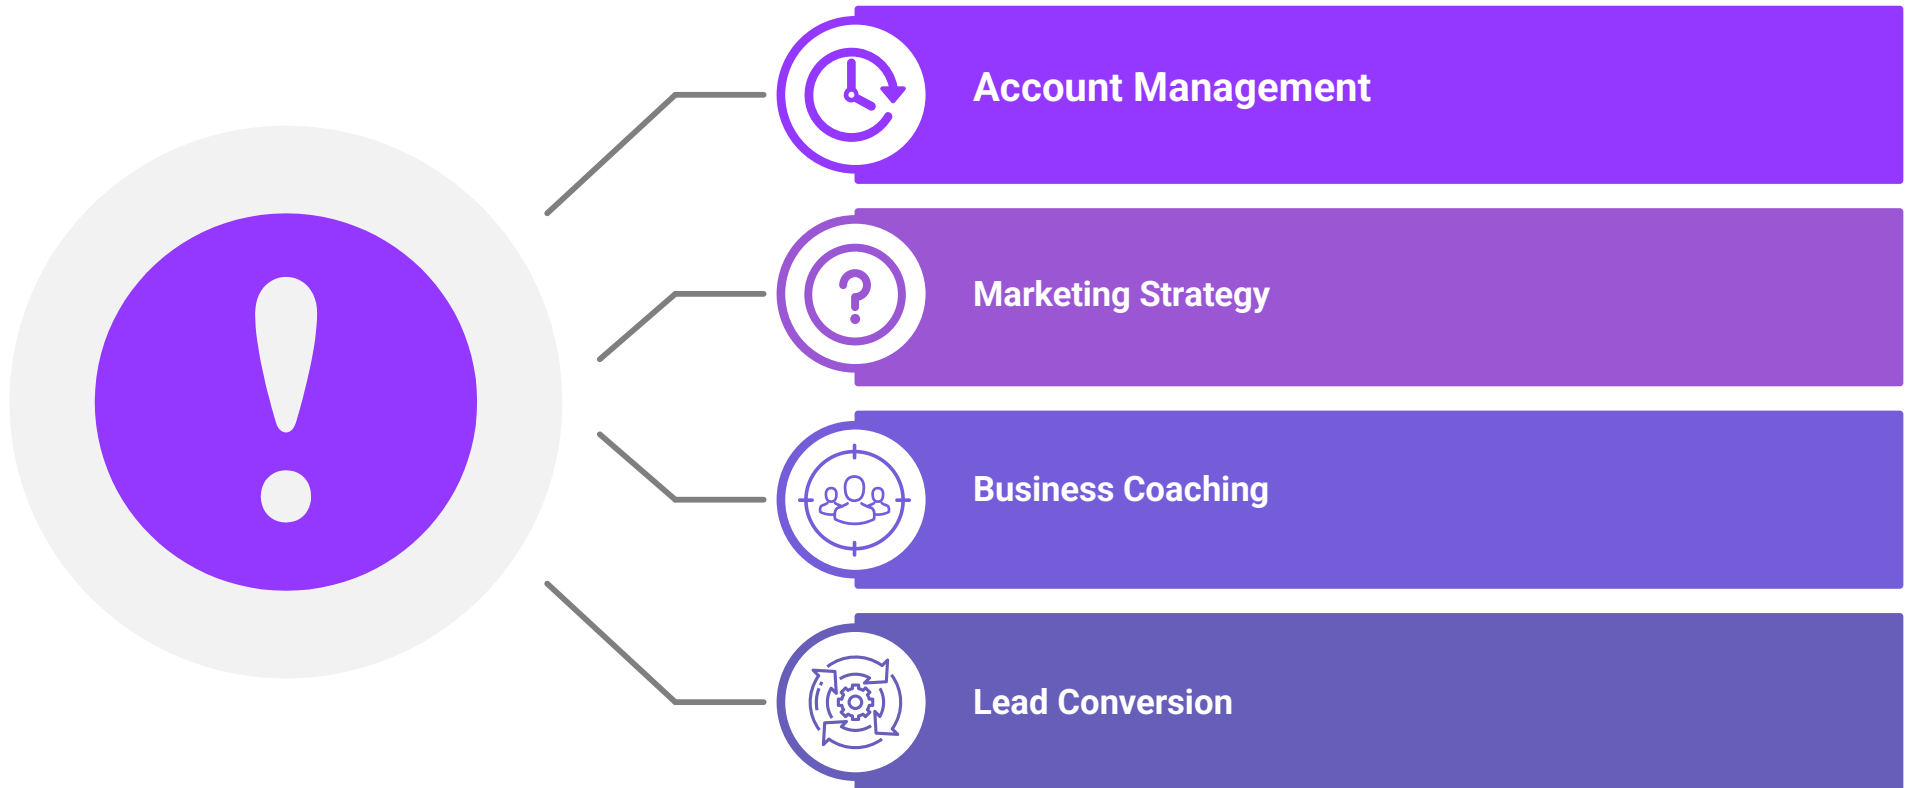 Account Management
Marketing Strategy
Business Coaching
Lead Conversion